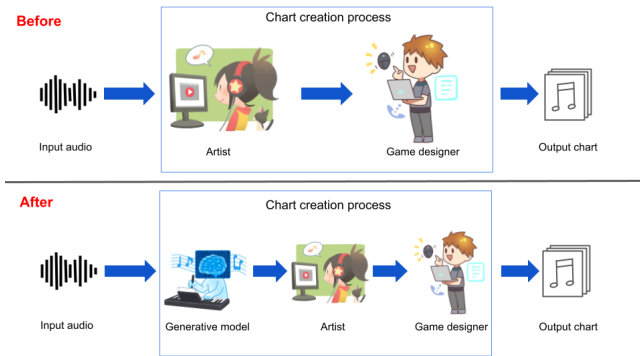 Before
Chart creation process
Input audio
Artist
Game designer
Output chart
After
Chart creation process
Input audio
Generative model
Artist
Game designer
Output chart